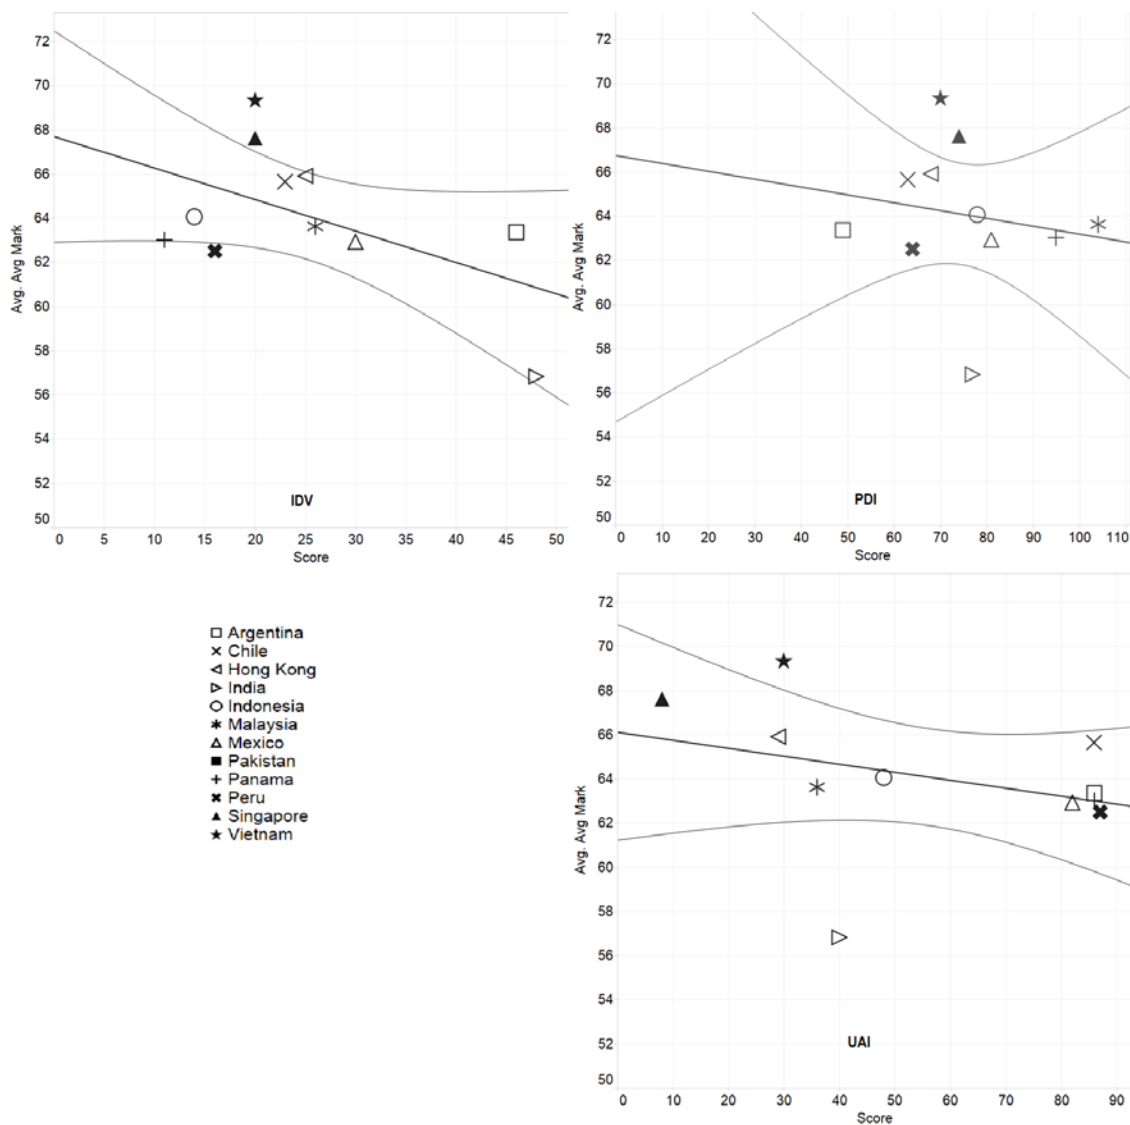 72
70
68
66
64
62
60
58
56
54
52
50
Avg. Avg Mark
IDV
0 5 10 15 20 25 30 35 40 45 50
Score
72
70
68
66
64
62
60
58
56
54
52
50
Avg. Avg Mark
PDI
0 10 20 30 40 50 60 70 80 90 100 110
Score
Argentina
Chile
Hong Kong
India
Indonesia
Malaysia
Mexico
Pakistan
Panama
Peru
Singapore
Vietnam
72
70
68
66
64
62
60
58
56
54
52
50
Avg. Avg Mark
UAI
0 10 20 30 40 50 60 70 80 90
Score